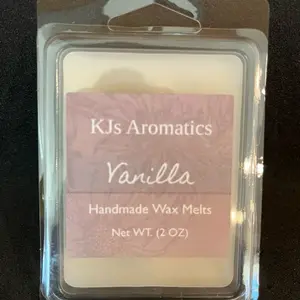 KJs Aromatics
Vanilla
Handmade Wax Melts
Net WT. (2 OZ)